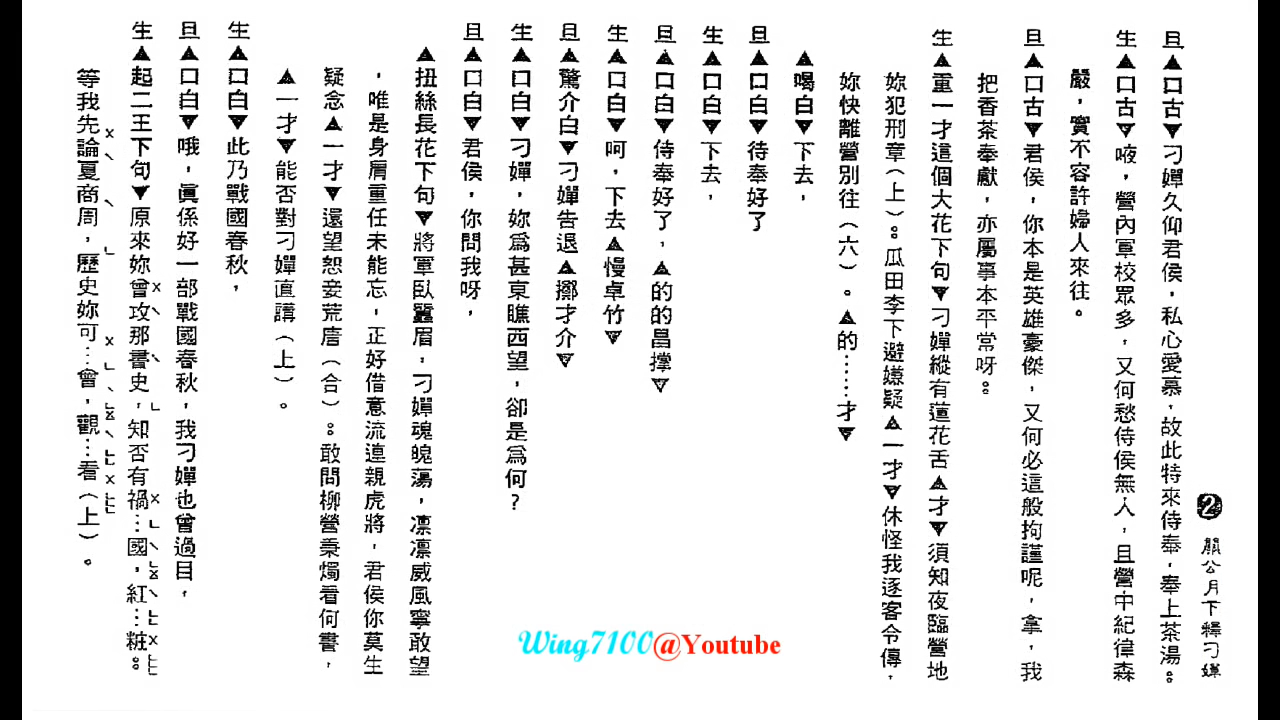 ❷ 關公月下釋刁嬋
旦▲口古▼刁嬋久仰君侯，私心愛慕，故此特來侍奉，奉上茶湯。
生▲口古▼唆，營內軍校眾多，又何愁侍侯無人，且營中紀律森
嚴，實不容許婦人來往。
旦▲口古▼君侯，你本是英雄豪傑，又何必這般拘謹呢，拿，我
把香茶奉獻，亦屬事本平常呀。
生▲重一才這個大花下句▼刁嬋縱有蓮花舌▲才▼須知夜臨營地
妳犯刑章（上）。瓜田李下避嫌疑▲一才▼休怪我逐客令傳，
妳快離營別往（六）。▲的……才▼
▲喝白▼下去，
旦▲口白▼待奉好了
生▲口白▼下去，
旦▲口白▼侍奉好了，▲的的昌撑▽
生▲口白▼呵，下去▲慢卓竹▽
旦▲驚介白▼刁嬋告退▲擲才介▽
生▲口白▼刁嬋，妳為甚東瞧西望，卻是為何？
旦▲口白▼君侯，你問我呀，
▲扭絲長花下句▼將軍臥蠶眉，刁嬋魂魄蕩，凛凛威風寧敢望
，唯是身肩重任未能忘，正好借意流連親虎將，君侯你莫生
疑念▲一才▼還望恕妾荒唐（合）。敢問柳營秉燭看何書，
▲一才▼能否對刁嬋直講（上）。
生▲口白▼此乃戰國春秋，
旦▲口白▼哦，眞係好一部戰國春秋，我刁嬋也曾過目，
生▲起二王下句▼原來妳曾攻那書史，知否有禍…國，紅…粧。
等我先論夏商周，歷史妳可…會，觀…看（上）。
Wing7100@Youtube